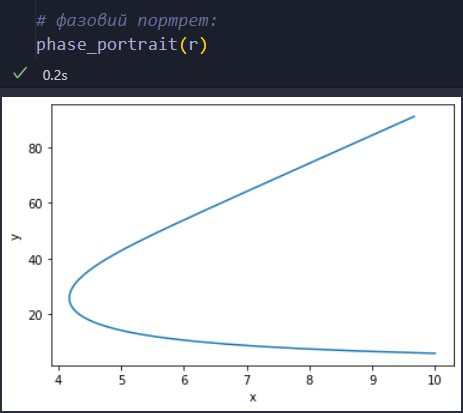 # фазовий портрет:
phase_portrait(r)
✓ 0.2s
80
60
40
20
y
4 5 6 7 8 9 10
x